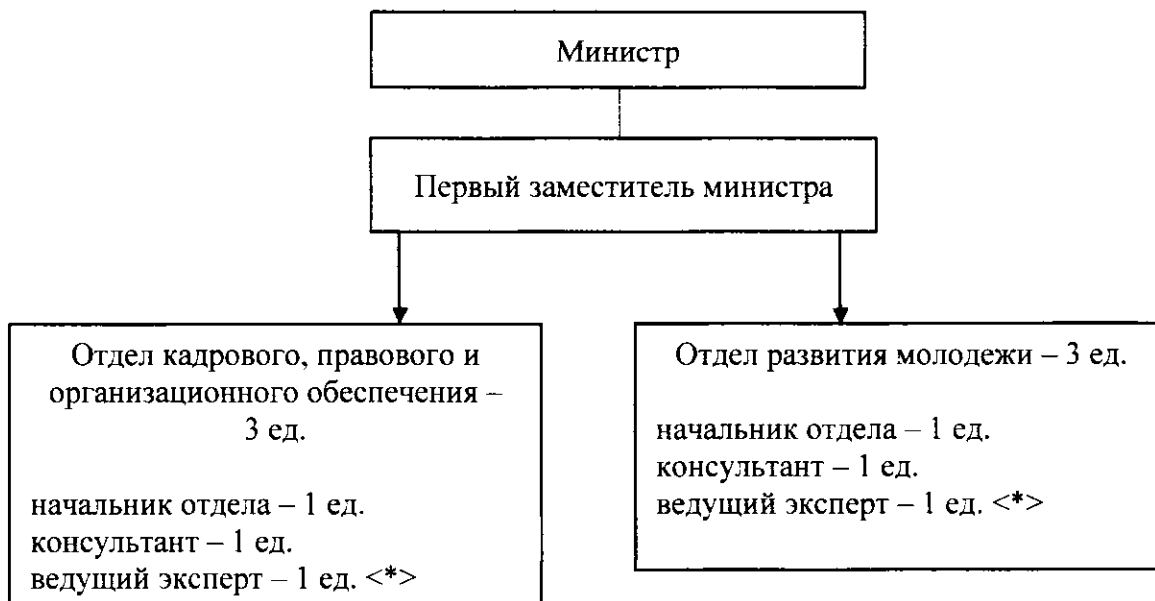 Министр
Первый заместитель министра
Отдел кадрового, правового и
организационного обеспечения –
3 ед.
начальник отдела – 1 ед.
консультант – 1 ед.
ведущий эксперт – 1 ед. <*>
Отдел развития молодежи – 3 ед.
начальник отдела – 1 ед.
консультант – 1 ед.
ведущий эксперт – 1 ед. <*>